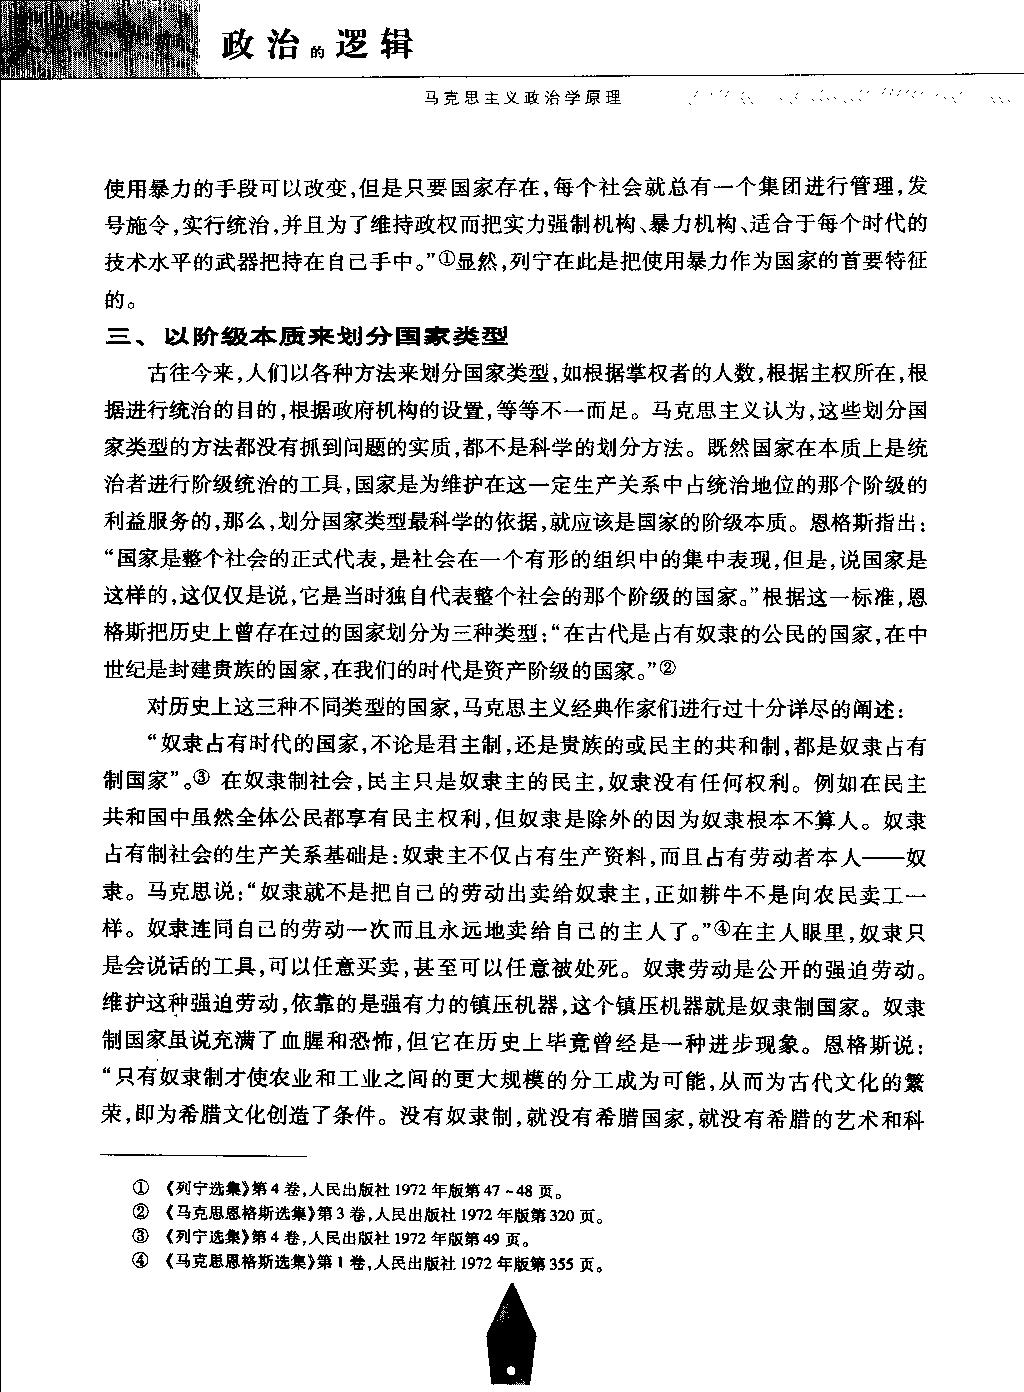 政治的逻辑
马克思主义政治学原理
使用暴力的手段可以改变,但是只要国家存在,每个社会就总有一个集团进行管理,发
号施令,实行统治,并且为了维持政权而把实力强制机构、暴力机构、适合于每个时代的
技术水平的武器把持在自己手中。”①显然,列宁在此是把使用暴力作为国家的首要特征
的。
三、以阶级本质来划分国家类型
古往今来,人们以各种方法来划分国家类型,如根据掌权者的人数,根据主权所在,根
据进行统治的目的,根据政府机构的设置,等等不一而足。马克思主义认为,这些划分国
家类型的方法都没有抓到问题的实质,都不是科学的划分方法。既然国家在本质上是统
治者进行阶级统治的工具,国家是为维护在这一定生产关系中占统治地位的那个阶级的
利益服务的,那么,划分国家类型最科学的依据,就应该是国家的阶级本质。恩格斯指出:
“国家是整个社会的正式代表,是社会在一个有形的组织中的集中表现,但是,说国家是
这样的,这仅仅是说,它是当时独自代表整个社会的那个阶级的国家。”根据这一标准,恩
格斯把历史上曾存在过的国家划分为三种类型:“在古代是占有奴隶的公民的国家,在中
世纪是封建贵族的国家,在我们的时代是资产阶级的国家。”②
对历史上这三种不同类型的国家,马克思主义经典作家们进行过十分详尽的阐述:
“奴隶占有时代的国家,不论是君主制,还是贵族的或民主的共和制,都是奴隶占有
制国家”。③ 在奴隶制社会,民主只是奴隶主的民主,奴隶没有任何权利。例如在民主
共和国中虽然全体公民都享有民主权利,但奴隶是除外的因为奴隶根本不算人。奴隶
占有制社会的生产关系基础是:奴隶主不仅占有生产资料,而且占有劳动者本人——奴
隶。马克思说:“奴隶就不是把自己的劳动出卖给奴隶主,正如耕牛不是向农民卖工一
样。奴隶连同自己的劳动一次而且永远地卖给自己的主人了。”④在主人眼里,奴隶只
是会说话的工具,可以任意买卖,甚至可以任意被处死。奴隶劳动是公开的强迫劳动。
维护这种强迫劳动,依靠的是强有力的镇压机器,这个镇压机器就是奴隶制国家。奴隶
制国家虽说充满了血腥和恐怖,但它在历史上毕竟曾经是一种进步现象。恩格斯说:
“只有奴隶制才使农业和工业之间的更大规模的分工成为可能,从而为古代文化的繁
荣,即为希腊文化创造了条件。没有奴隶制,就没有希腊国家,就没有希腊的艺术和科
① 《列宁选集》第4卷,人民出版社1972年版第47~48页。
② 《马克思恩格斯选集》第3卷,人民出版社1972年版第320页。
③ 《列宁选集》第4卷,人民出版社1972年版第49页。
④ 《马克思恩格斯选集》第1卷,人民出版社1972年版第355页。